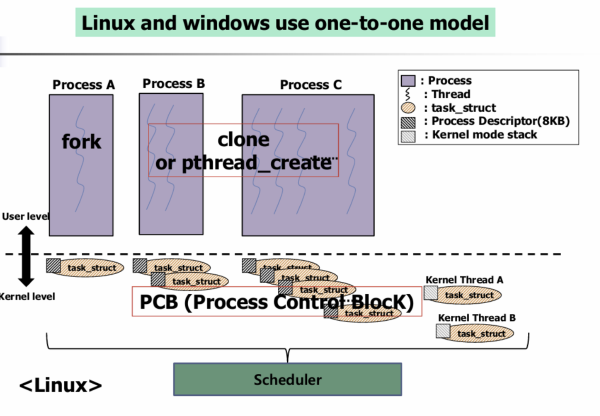 Linux and windows use one-to-one model
Process A
Process B
Process C
: Process
: Thread
: task_struct
: Process Descriptor(8KB)
: Kernel mode stack
fork
clone
or pthread_create
......
User level
Kernel level
task_struct
task_struct
task_struct
task_struct
task_struct
task_struct
task_struct
PCB (Process Control BlocK)
Kernel Thread A
task_struct
Kernel Thread B
task_struct
<Linux>
Scheduler